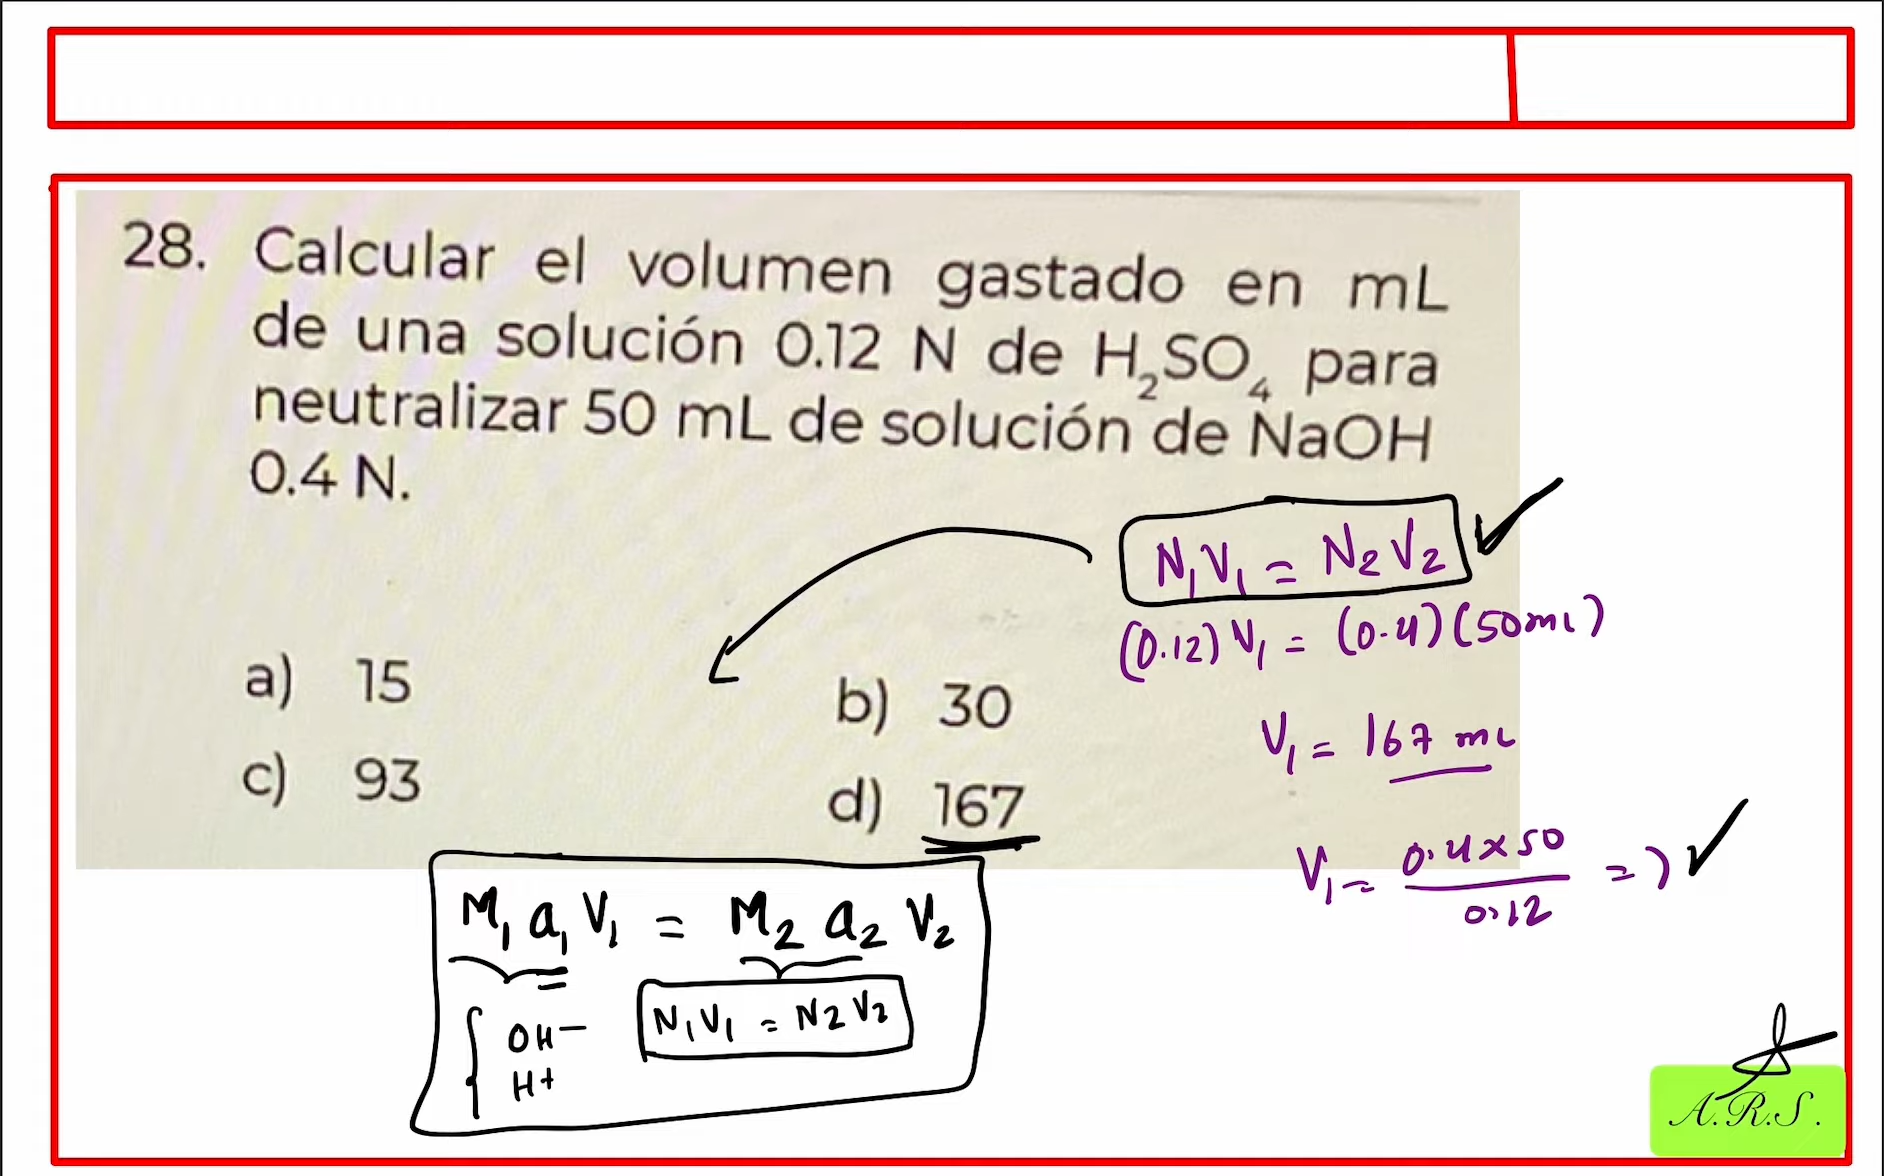 28. Calcular el volumen gastado en mL
de una solución 0.12 N de H₂SO₄ para
neutralizar 50 mL de solución de NaOH
0.4 N.
N₁V₁ = N₂V₂
(0.12) V₁ = (0.4) (50mL)
a) 15
b) 30
V₁ = 167 mL
c) 93
d) 167
V₁ = 0.4 x 50 / 0.12 =)
M₁ a₁ V₁ = M₂ a₂ V₂
OH⁻
N₁V₁ = N₂V₂
H+
A.R.S.